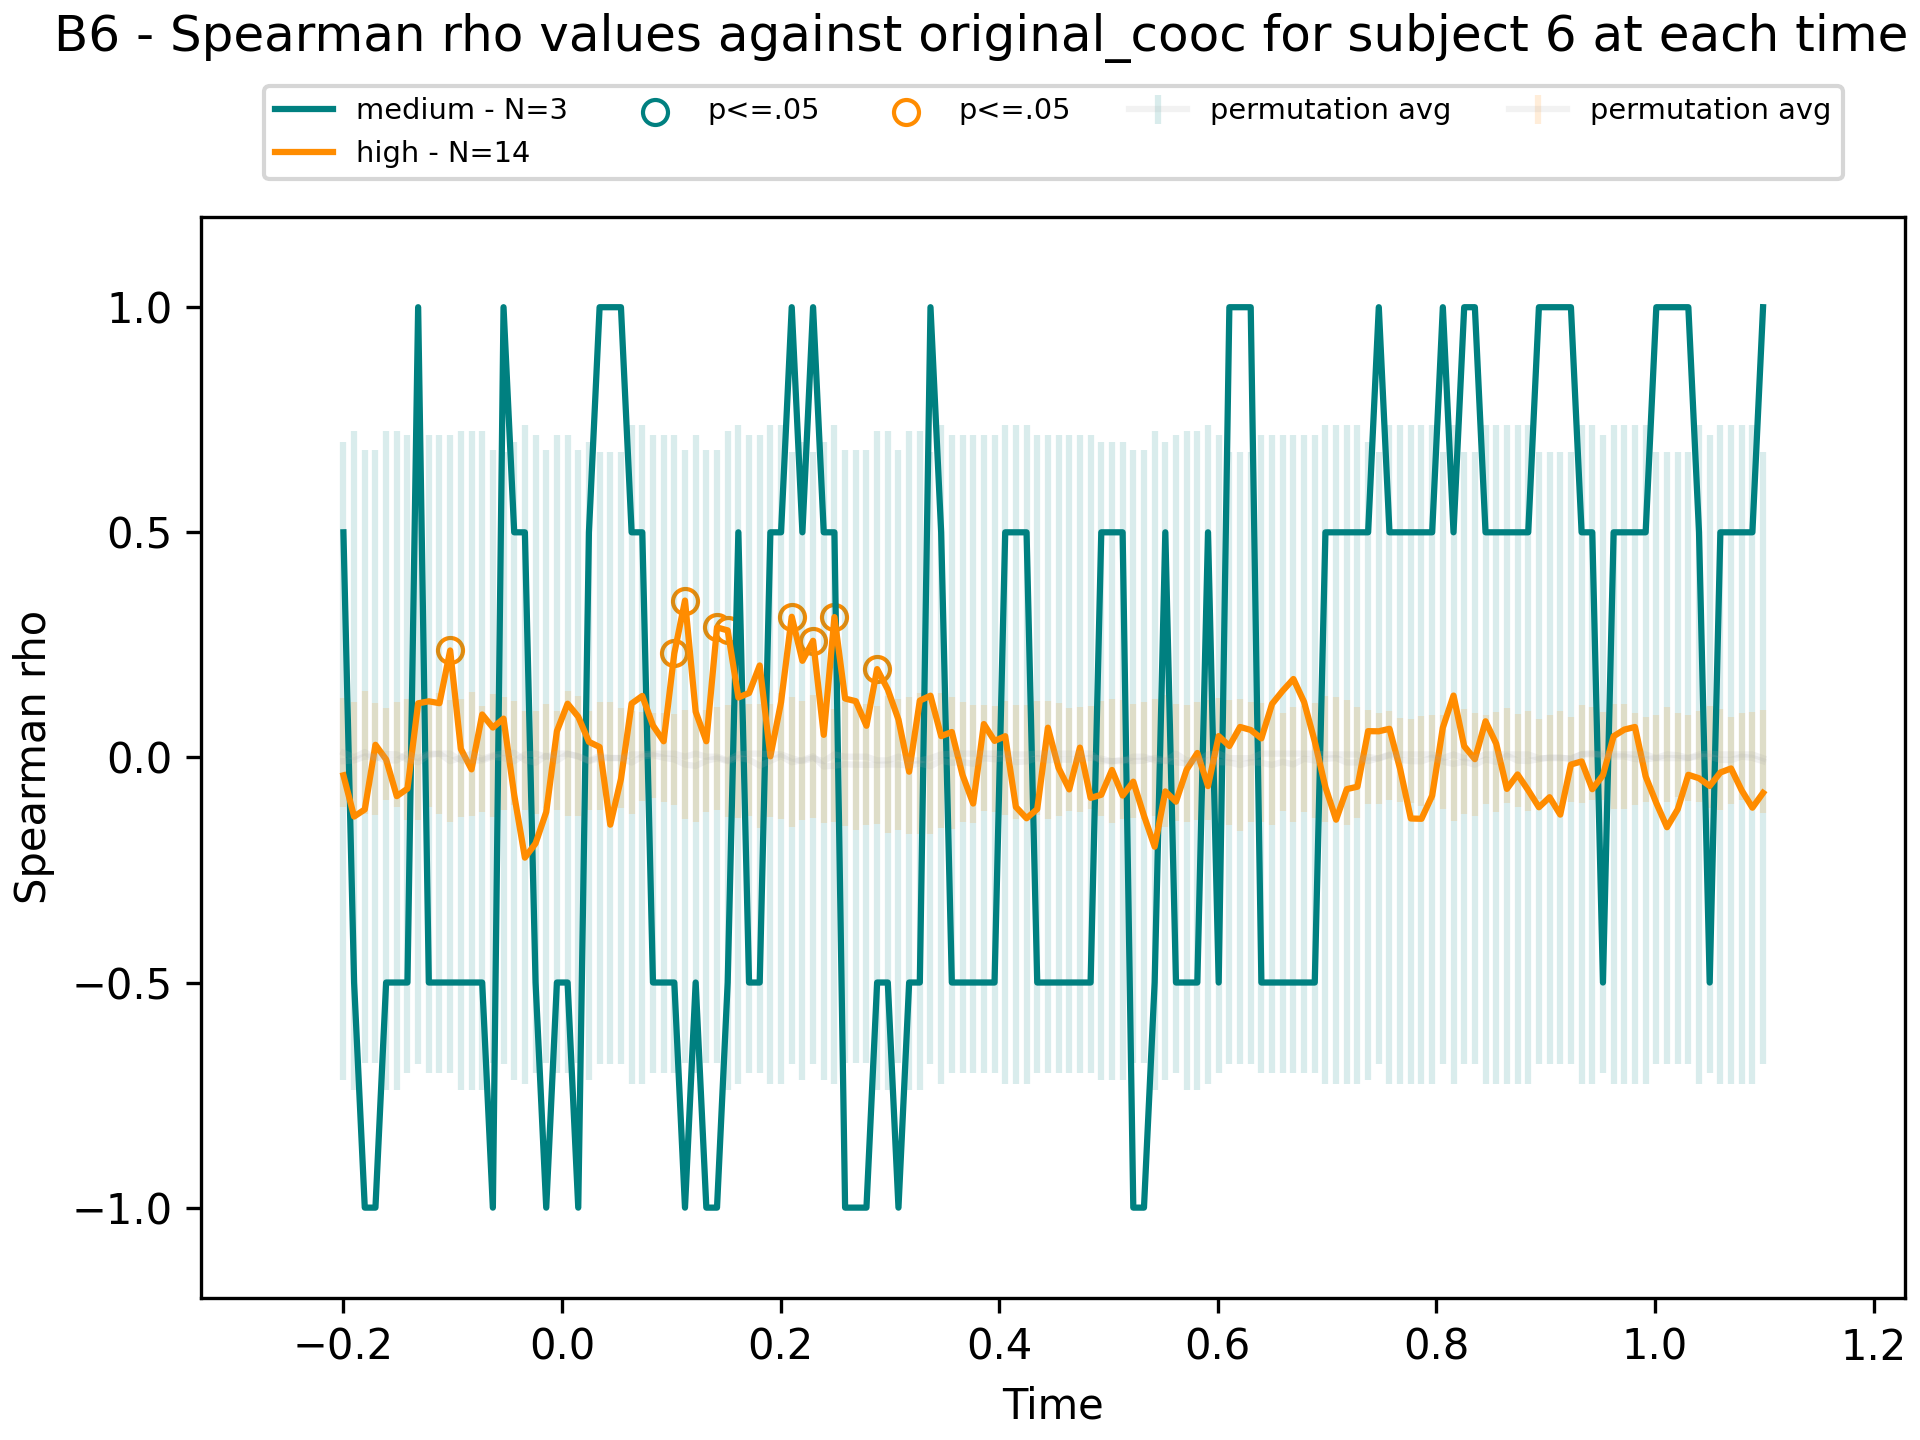 B6 - Spearman rho values against original_cooc for subject 6 at each time
medium - N=3 p<=.05 p<=.05 permutation avg permutation avg
high - N=14
1.0
0.5
0.0
−0.5
−1.0
Spearman rho
−0.2 0.0 0.2 0.4 0.6 0.8 1.0 1.2
Time